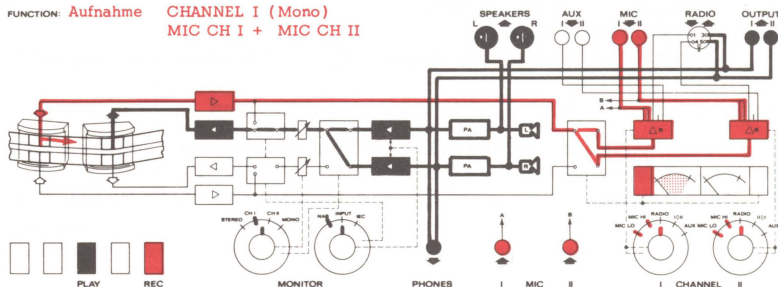 FUNCTION: Aufnahme CHANNEL I (Mono)
MIC CH I + MIC CH II
SPEAKERS AUX MIC RADIO OUTPUT
L R I II I II I II
B
A
PA L
PA R
A B
STEREO CH I CH II MONO
NAB INPUT IEC
MIC LO MIC HI RADIO AUX
MIC LO MIC HI RADIO AUX
PLAY REC MONITOR PHONES I MIC II I CHANNEL II